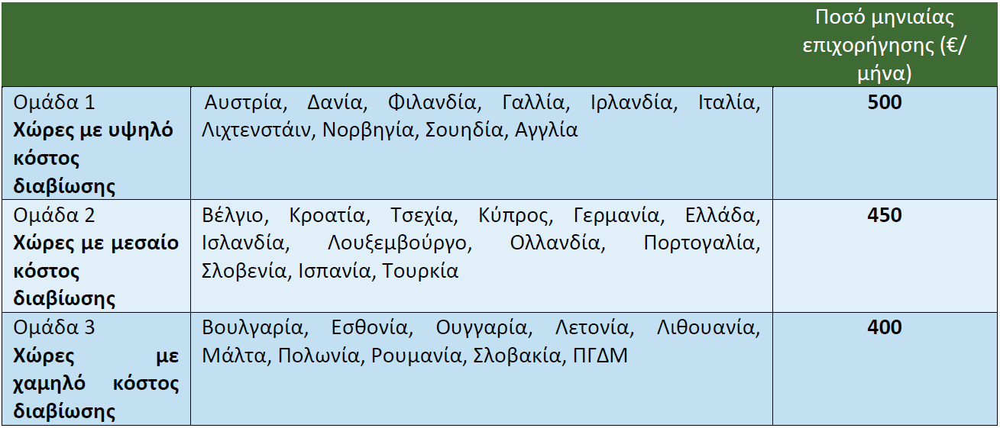 Ποσό μηνιαίας
επιχορήγησης (€/
μήνα)
Ομάδα 1
Χώρες με υψηλό
κόστος
διαβίωσης
Αυστρία, Δανία, Φιλανδία, Γαλλία, Ιρλανδία, Ιταλία,
Λιχτενστάιν, Νορβηγία, Σουηδία, Αγγλία
500
Ομάδα 2
Χώρες με μεσαίο
κόστος
διαβίωσης
Βέλγιο, Κροατία, Τσεχία, Κύπρος, Γερμανία, Ελλάδα,
Ισλανδία, Λουξεμβούργο, Ολλανδία, Πορτογαλία,
Σλοβενία, Ισπανία, Τουρκία
450
Ομάδα 3
Χώρες με
χαμηλό κόστος
διαβίωσης
Βουλγαρία, Εσθονία, Ουγγαρία, Λετονία, Λιθουανία,
Μάλτα, Πολωνία, Ρουμανία, Σλοβακία, ΠΓΔΜ
400